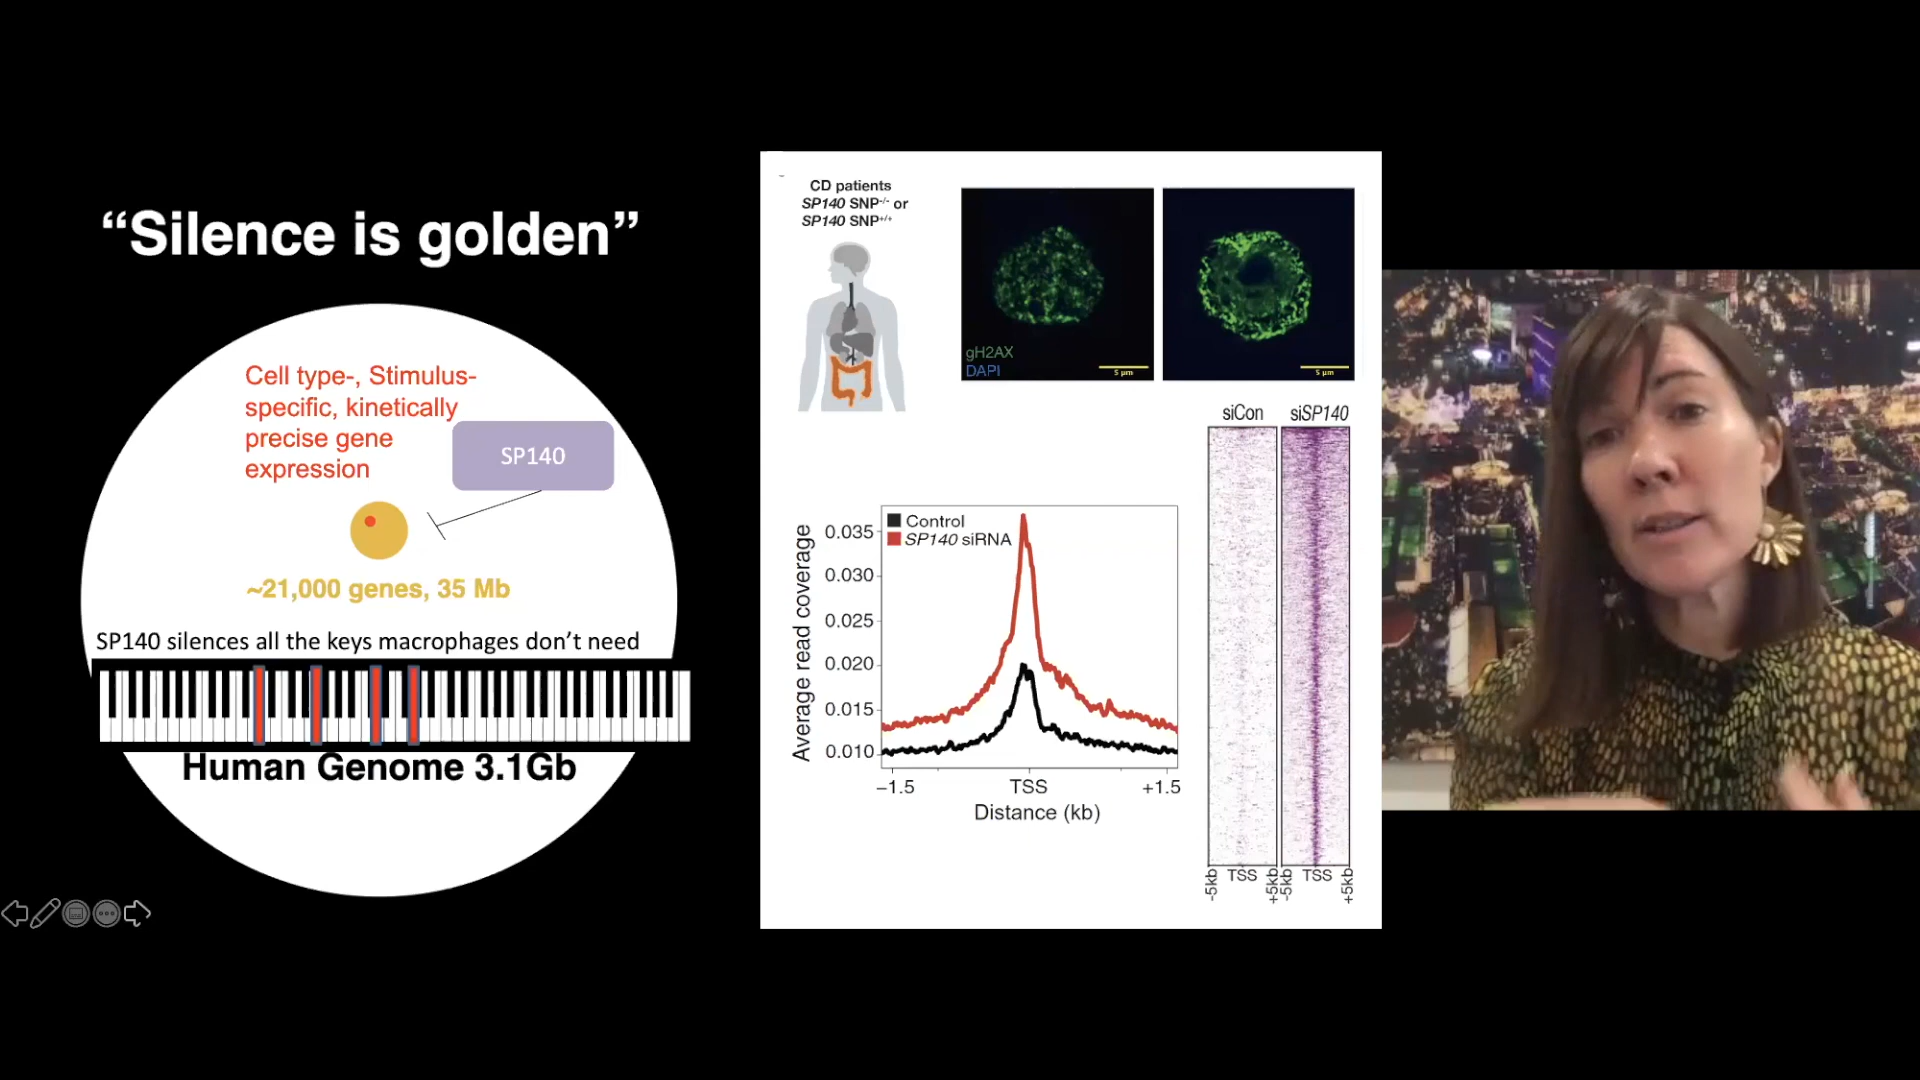 “Silence is golden”
Cell type-, Stimulus-
specific, kinetically
precise gene
expression
SP140
~21,000 genes, 35 Mb
SP140 silences all the keys macrophages don’t need
Human Genome 3.1Gb
CD patients
SP140 SNP-/- or
SP140 SNP+/+
gH2AX
DAPI
5 µm
5 µm
siCon
siSP140
Control
SP140 siRNA
Average read coverage
0.035
0.030
0.025
0.020
0.015
0.010
−1.5
TSS
+1.5
Distance (kb)
-5kb
TSS
+5kb
-5kb
TSS
+5kb